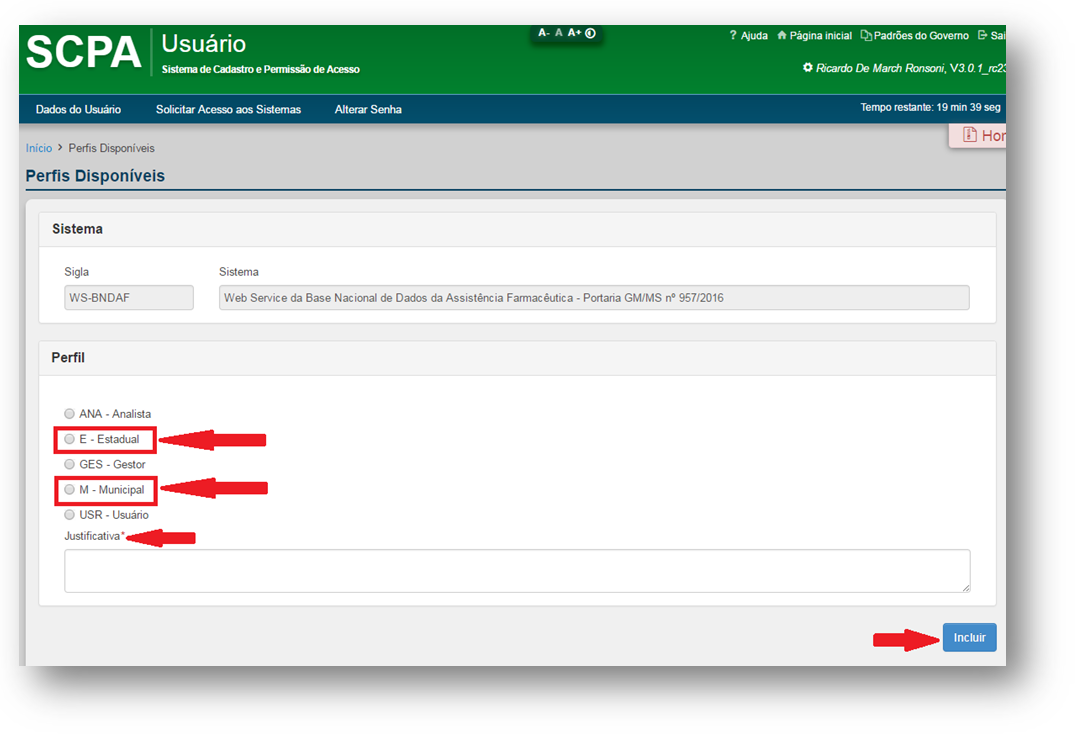 SCPA Usuário
Sistema de Cadastro e Permissão de Acesso
A- A A+
? Ajuda Página inicial Padrões do Governo Sai
Ricardo De March Ronsoni, V3.0.1_rc23
Dados do Usuário Solicitar Acesso aos Sistemas Alterar Senha
Tempo restante: 19 min 39 seg
Hor
Início > Perfis Disponíveis
Perfis Disponíveis
Sistema
Sigla Sistema
WS-BNDAF Web Service da Base Nacional de Dados da Assistência Farmacêutica - Portaria GM/MS nº 957/2016
Perfil
ANA - Analista
E - Estadual
GES - Gestor
M - Municipal
USR - Usuário
Justificativa*
Incluir